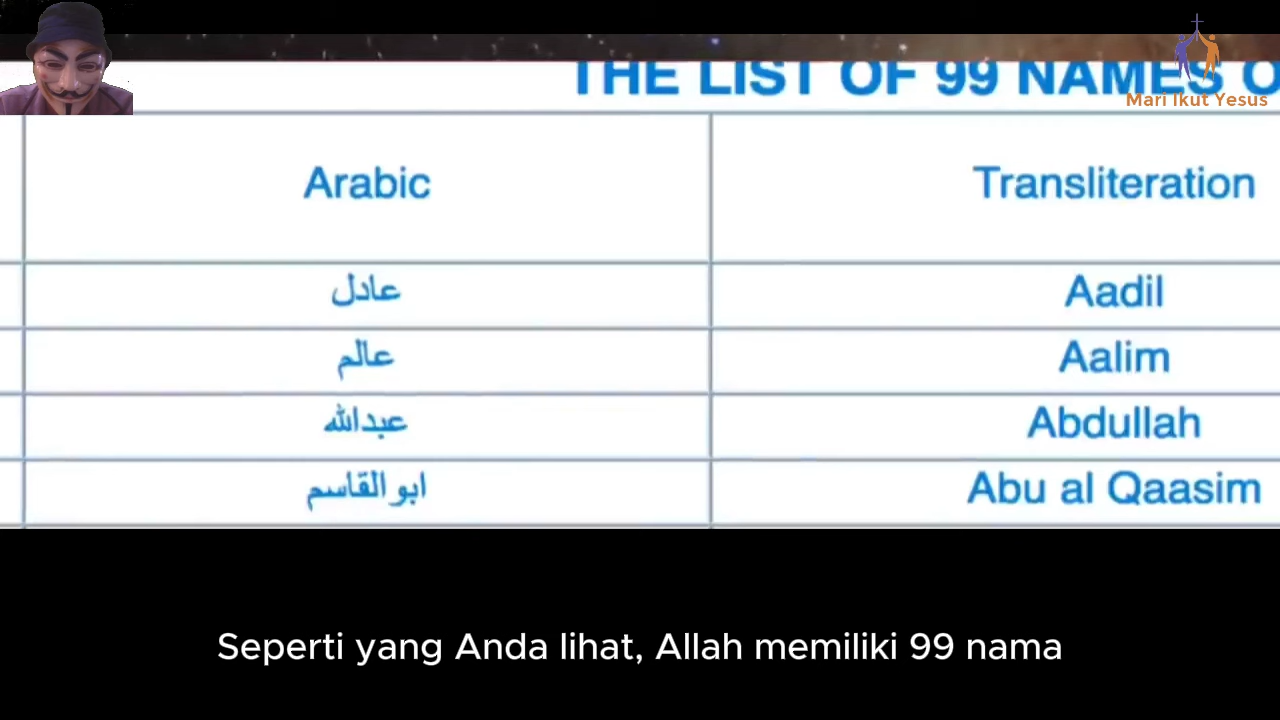 THE LIST OF 99 NAMES O
Mari Ikut Yesus
Arabic
Transliteration
عادل
Aadil
عالم
Aalim
عبدالله
Abdullah
ابو القاسم
Abu al Qaasim
Seperti yang Anda lihat, Allah memiliki 99 nama